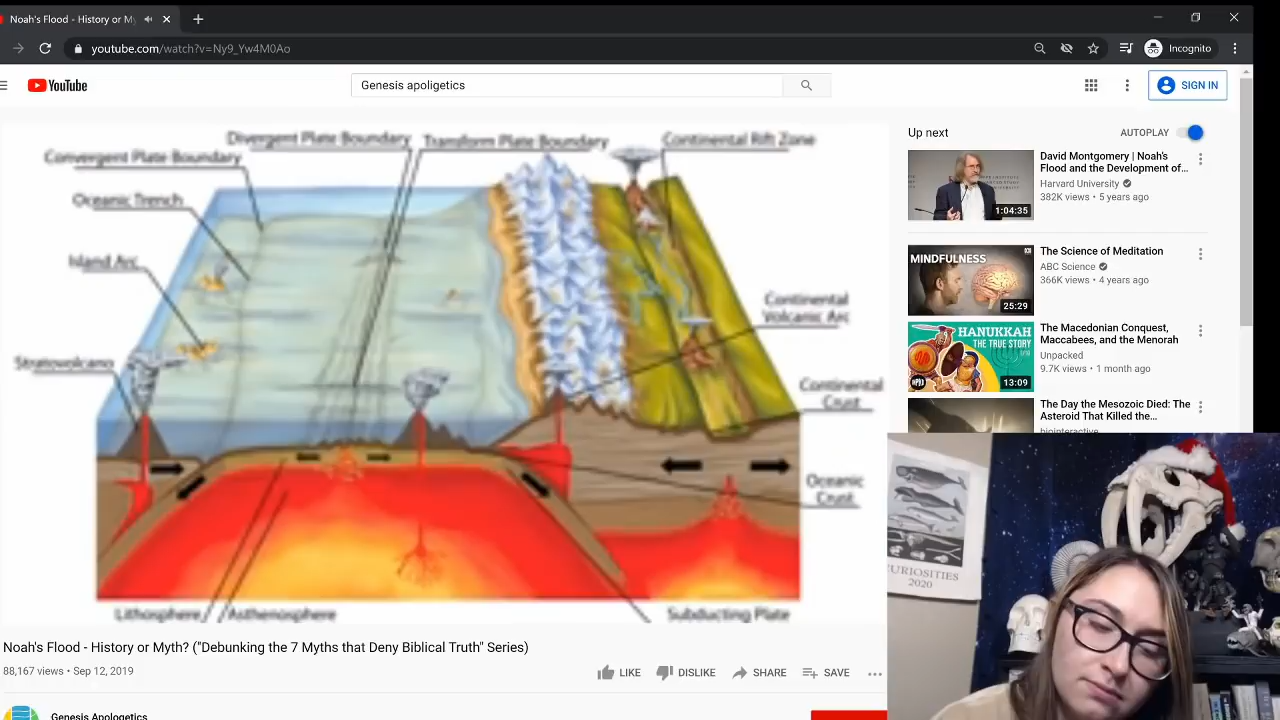 Noah's Flood - History or My
youtube.com/watch?v=Ny9_Yw4M0Ao
Incognito
YouTube
Genesis apoligetics
SIGN IN
Divergent Plate Boundary
Transform Plate Boundary
Continental Rift Zone
Convergent Plate Boundary
Oceanic Trench
Island Arc
Stratovolcano
Continental
Volcanic Arc
Continental
Crust
Oceanic
Crust
Lithosphere
Asthenosphere
Subducting Plate
Up next
AUTOPLAY
David Montgomery | Noah's
Flood and the Development of...
Harvard University
382K views • 5 years ago
1:04:35
MINDFULNESS
The Science of Meditation
ABC Science
366K views • 4 years ago
25:29
HANUKKAH
THE TRUE STORY
The Macedonian Conquest,
Maccabees, and the Menorah
Unpacked
9.7K views • 1 month ago
13:09
The Day the Mesozoic Died: The
Asteroid That Killed the...
biointeractive
Noah's Flood - History or Myth? ("Debunking the 7 Myths that Deny Biblical Truth" Series)
88,167 views • Sep 12, 2019
LIKE
DISLIKE
SHARE
SAVE
Genesis Apologetics
CURIOSITIES
2020